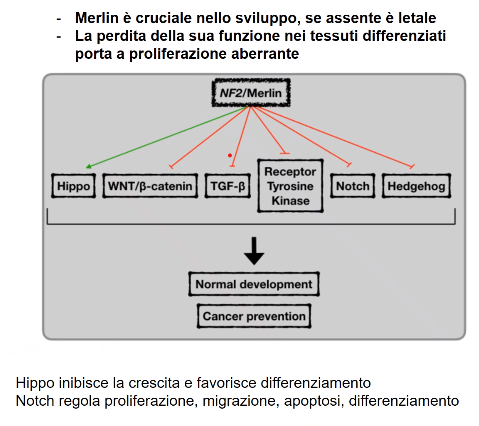 - Merlin è cruciale nello sviluppo, se assente è letale
- La perdita della sua funzione nei tessuti differenziati
porta a proliferazione aberrante
NF2/Merlin
Hippo
WNT/β-catenin
TGF-β
Receptor
Tyrosine
Kinase
Notch
Hedgehog
Normal development
Cancer prevention
Hippo inibisce la crescita e favorisce differenziamento
Notch regola proliferazione, migrazione, apoptosi, differenziamento